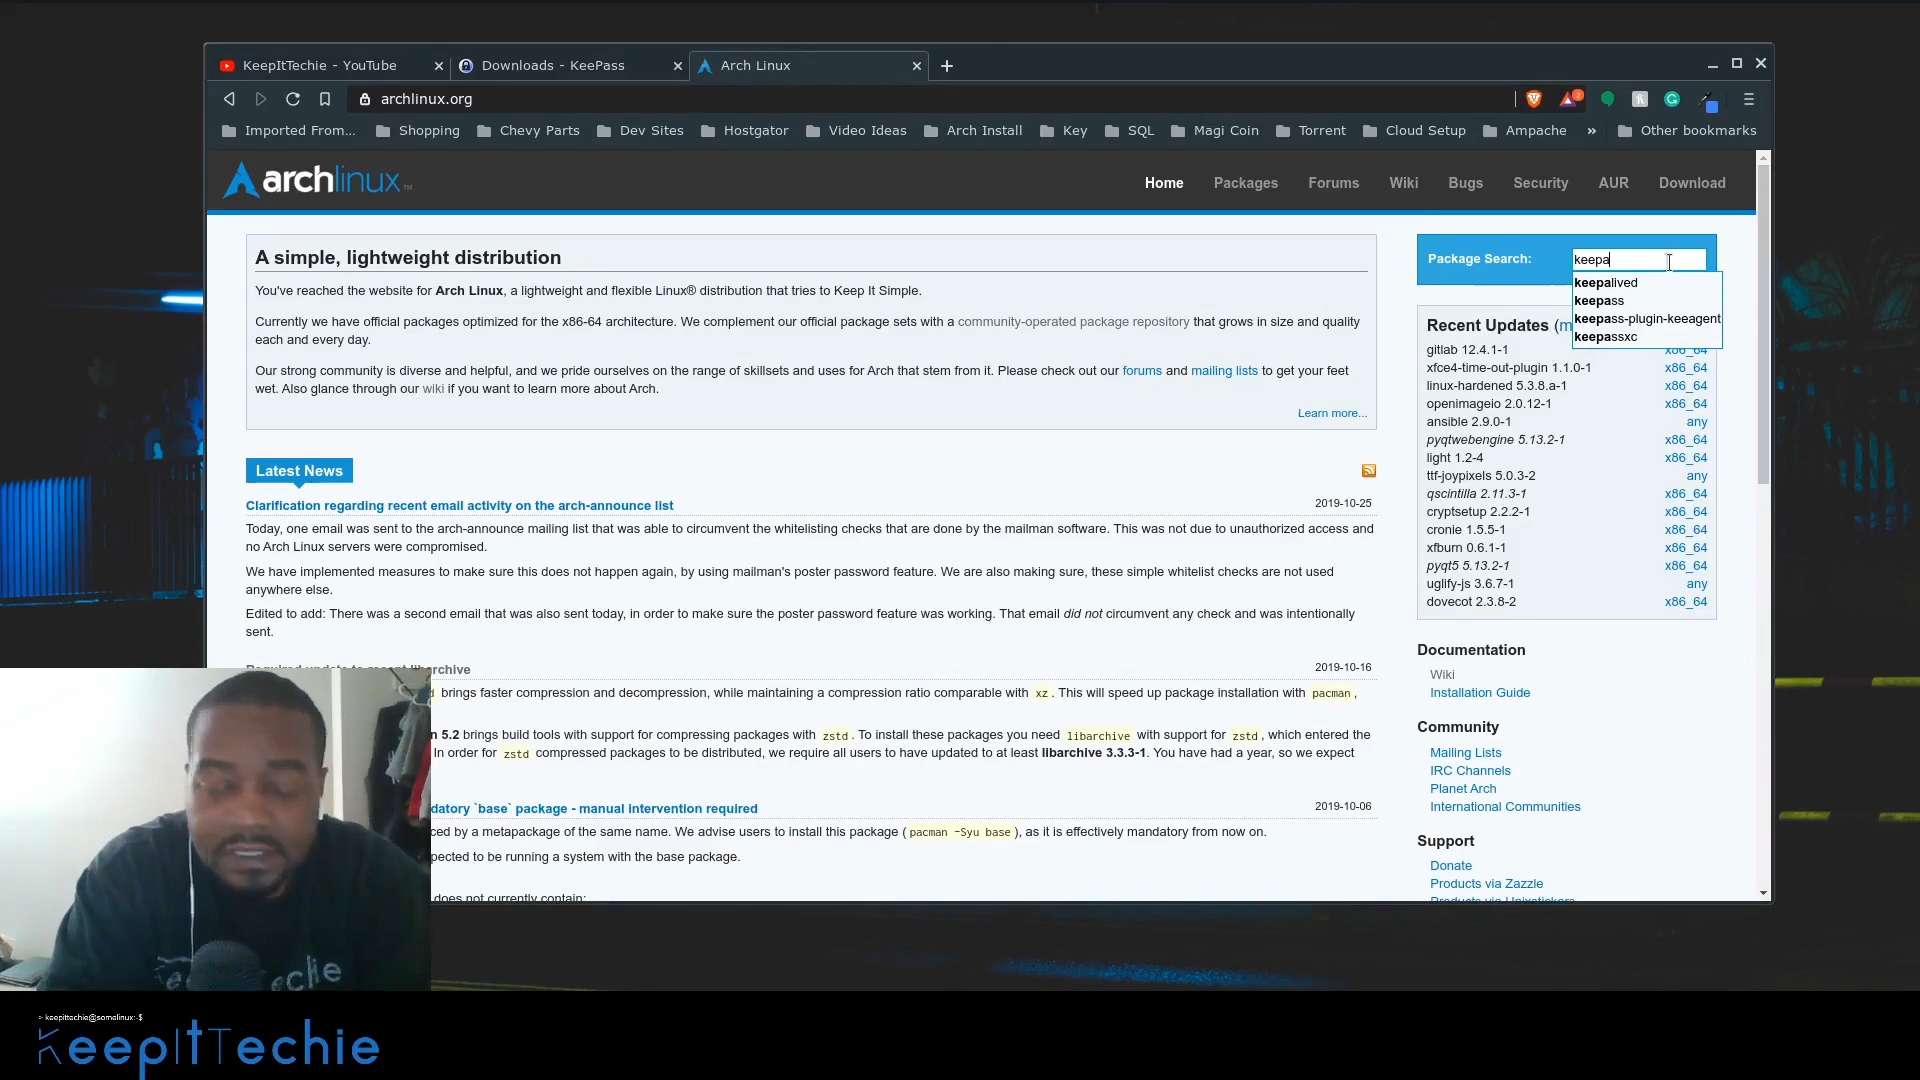 KeepItTechie - YouTube
Downloads - KeePass
Arch Linux
archlinux.org
2
Imported From...
Shopping
Chevy Parts
Dev Sites
Hostgator
Video Ideas
Arch Install
Key
SQL
Magi Coin
Torrent
Cloud Setup
Ampache
»
Other bookmarks
archlinux™
Home
Packages
Forums
Wiki
Bugs
Security
AUR
Download
A simple, lightweight distribution
You've reached the website for Arch Linux, a lightweight and flexible Linux® distribution that tries to Keep It Simple.
Currently we have official packages optimized for the x86-64 architecture. We complement our official package sets with a community-operated package repository that grows in size and quality
each and every day.
Our strong community is diverse and helpful, and we pride ourselves on the range of skillsets and uses for Arch that stem from it. Please check out our forums and mailing lists to get your feet
wet. Also glance through our wiki if you want to learn more about Arch.
Learn more...
Latest News
Clarification regarding recent email activity on the arch-announce list
2019-10-25
Today, one email was sent to the arch-announce mailing list that was able to circumvent the whitelisting checks that are done by the mailman software. This was not due to unauthorized access and
no Arch Linux servers were compromised.
We have implemented measures to make sure this does not happen again, by using mailman's poster password feature. We are also making sure, these simple whitelist checks are not used
anywhere else.
Edited to add: There was a second email that was also sent today, in order to make sure the poster password feature was working. That email did not circumvent any check and was intentionally
sent.
Required update to recent libarchive
2019-10-16
brings faster compression and decompression, while maintaining a compression ratio comparable with xz. This will speed up package installation with pacman,
n 5.2 brings build tools with support for compressing packages with zstd. To install these packages you need libarchive with support for zstd, which entered the
In order for zstd compressed packages to be distributed, we require all users to have updated to at least libarchive 3.3.3-1. You have had a year, so we expect
datory `base` package - manual intervention required
2019-10-06
ced by a metapackage of the same name. We advise users to install this package (pacman -Syu base), as it is effectively mandatory from now on.
pected to be running a system with the base package.
does not currently contain:
Package Search:
keepa
keepalived
keepass
keepass-plugin-keeagent
keepassxc
Recent Updates (m
gitlab 12.4.1-1 x86_64
xfce4-time-out-plugin 1.1.0-1 x86_64
linux-hardened 5.3.8.a-1 x86_64
openimageio 2.0.12-1 x86_64
ansible 2.9.0-1 any
pyqtwebengine 5.13.2-1 x86_64
light 1.2-4 x86_64
ttf-joypixels 5.0.3-2 any
qscintilla 2.11.3-1 x86_64
cryptsetup 2.2.2-1 x86_64
cronie 1.5.5-1 x86_64
xfburn 0.6.1-1 x86_64
pyqt5 5.13.2-1 x86_64
uglify-js 3.6.7-1 any
dovecot 2.3.8-2 x86_64
Documentation
Wiki
Installation Guide
Community
Mailing Lists
IRC Channels
Planet Arch
International Communities
Support
Donate
Products via Zazzle
Products via Unixstickers
> keepittechie@somelinux:-$
KeepItTechie